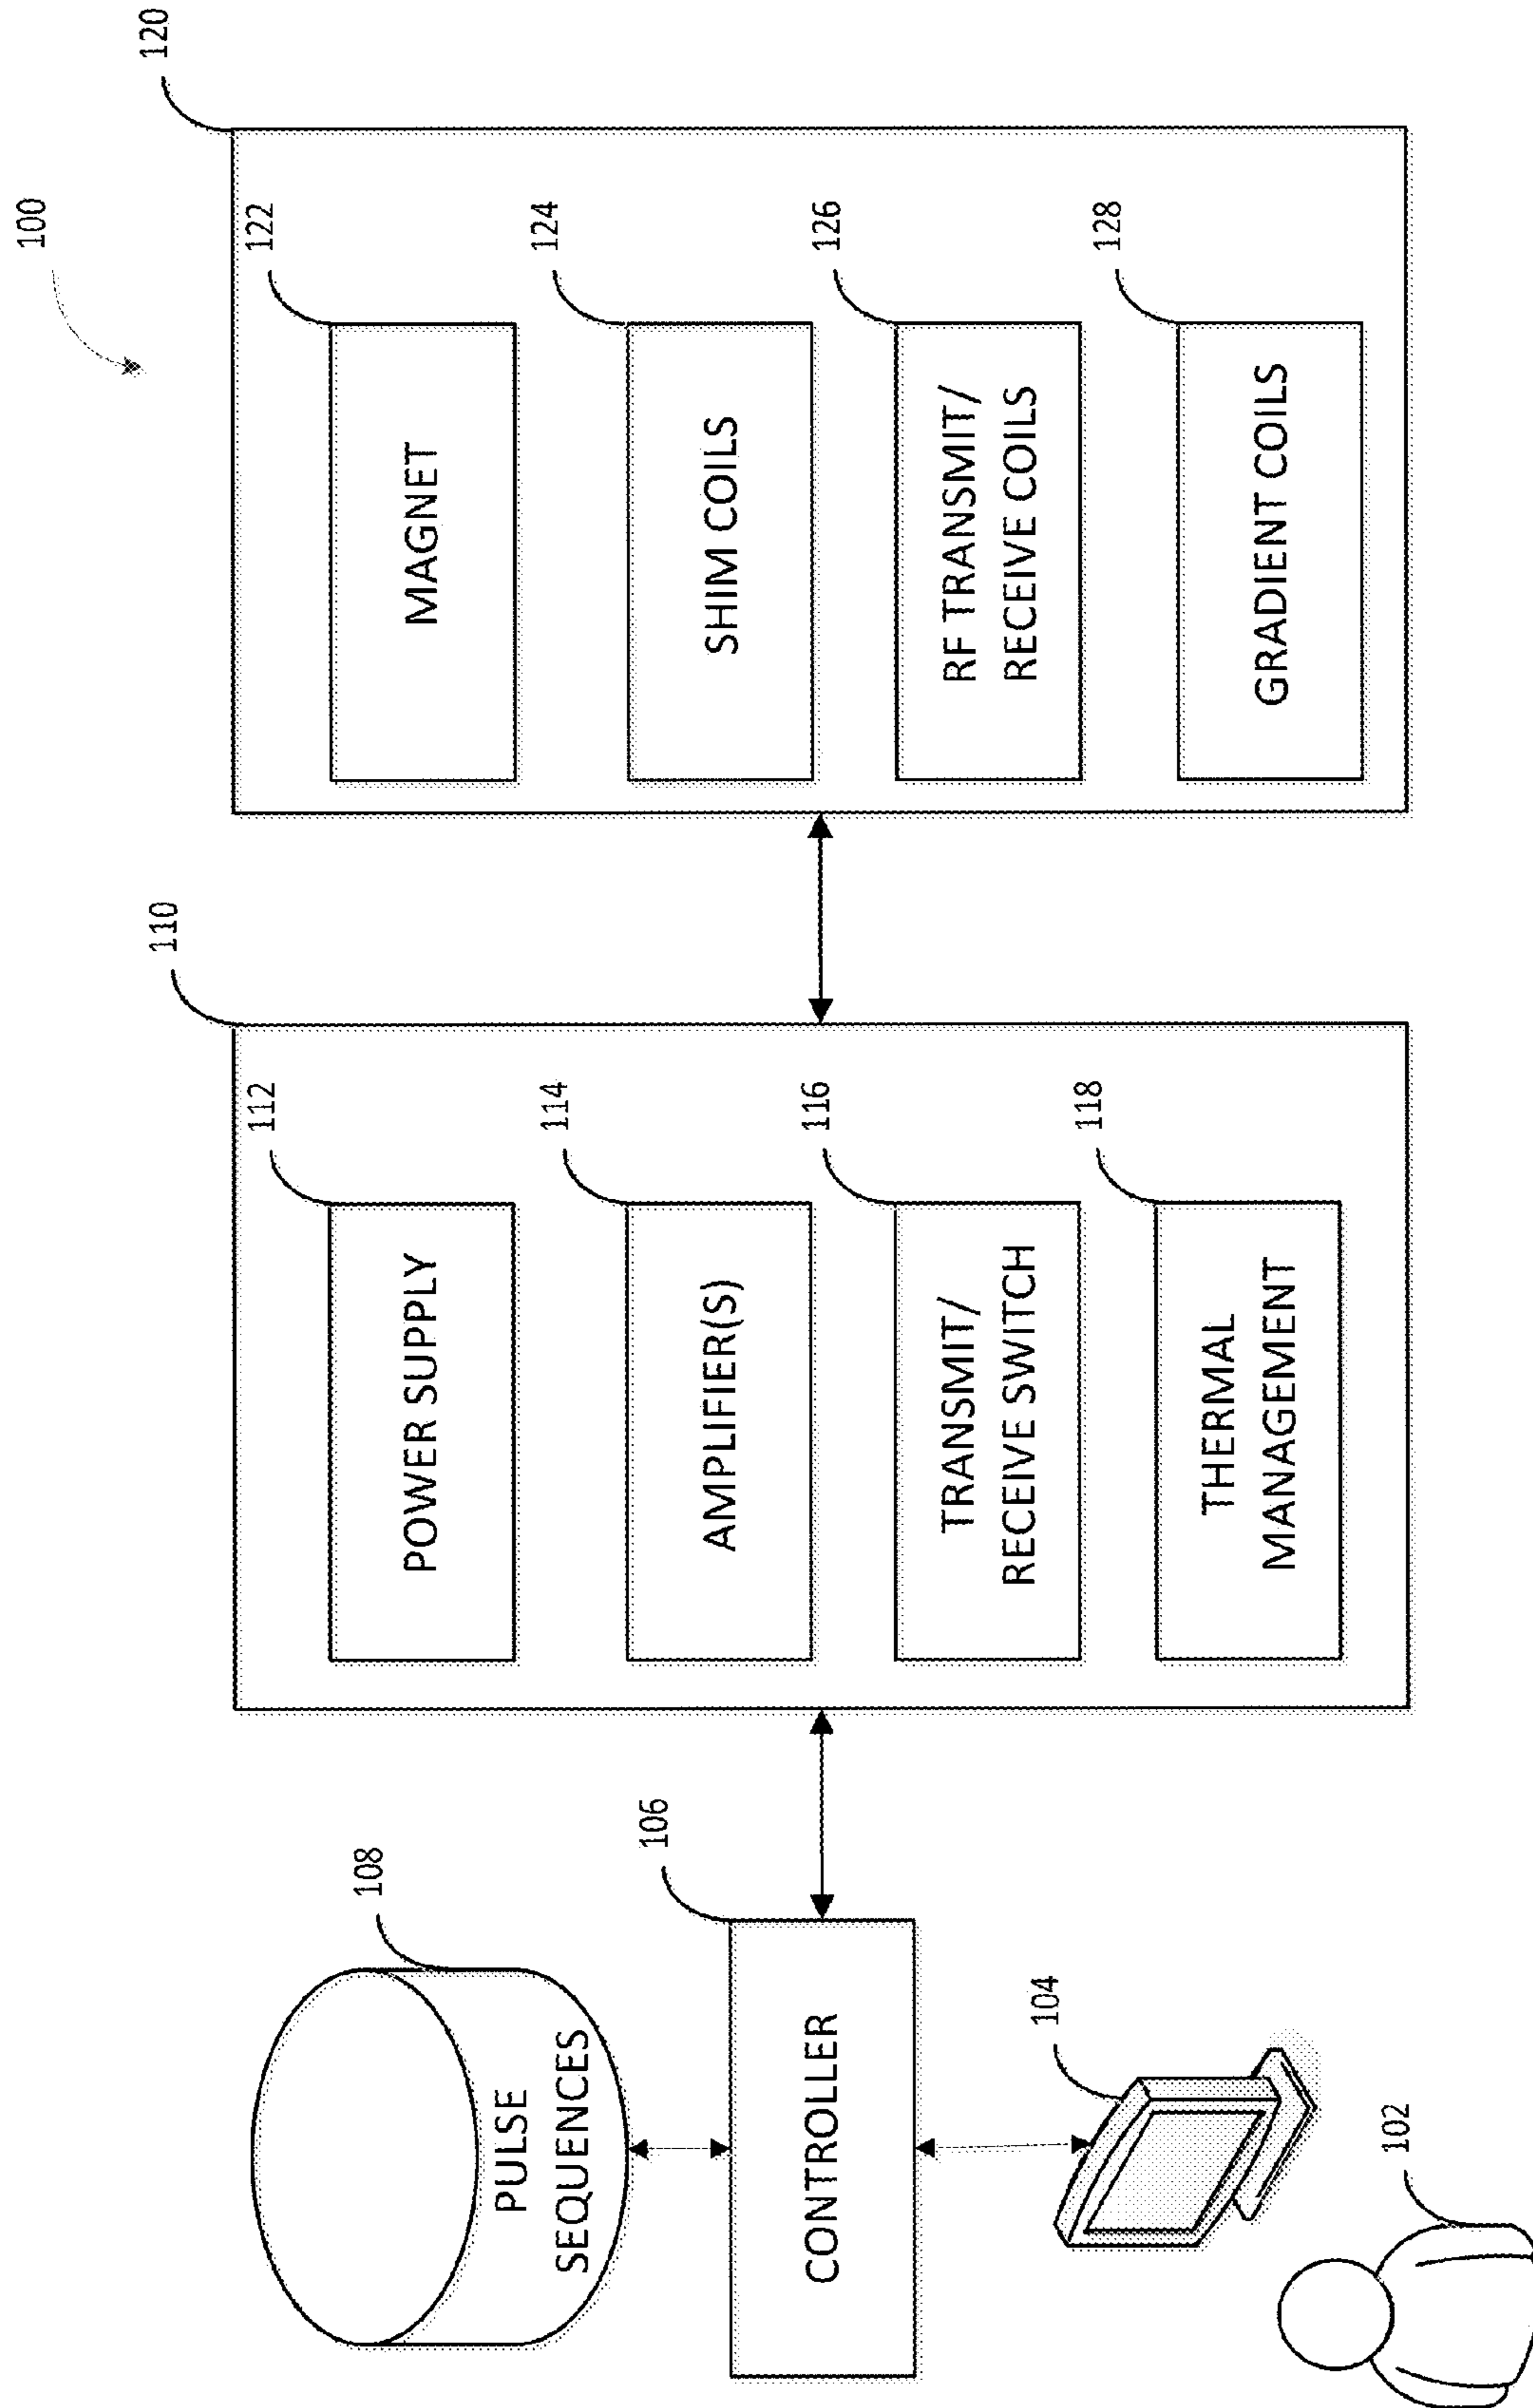 100
108
PULSE
SEQUENCES
106
CONTROLLER
104
102
110
112
POWER SUPPLY
114
AMPLIFIER(S)
116
TRANSMIT/
RECEIVE SWITCH
118
THERMAL
MANAGEMENT
120
122
MAGNET
124
SHIM COILS
126
RF TRANSMIT/
RECEIVE COILS
128
GRADIENT COILS